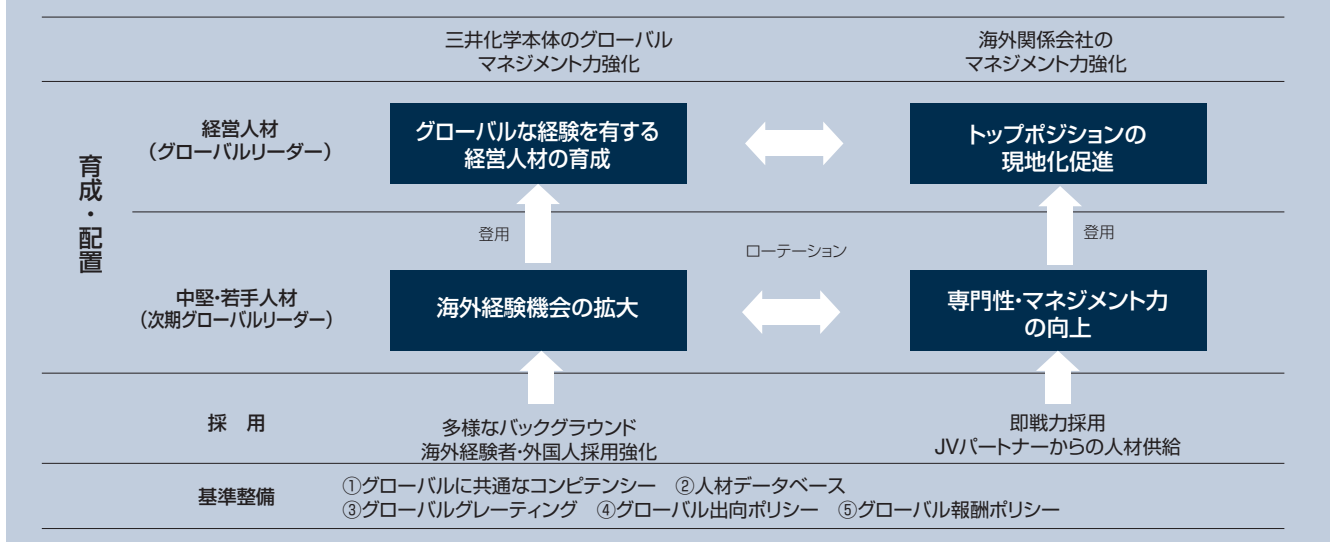 三井化学本体のグローバル
マネジメント力強化
海外関係会社の
マネジメント力強化
育成・配置
経営人材
（グローバルリーダー）
グローバルな経験を有する
経営人材の育成
トップポジションの
現地化促進
登用
ローテーション
登用
中堅・若手人材
（次期グローバルリーダー）
海外経験機会の拡大
専門性・マネジメント力
の向上
採　用
多様なバックグラウンド
海外経験者・外国人採用強化
即戦力採用
JVパートナーからの人材供給
基準整備
①グローバルに共通なコンピテンシー　②人材データベース
③グローバルグレーティング　④グローバル出向ポリシー　⑤グローバル報酬ポリシー